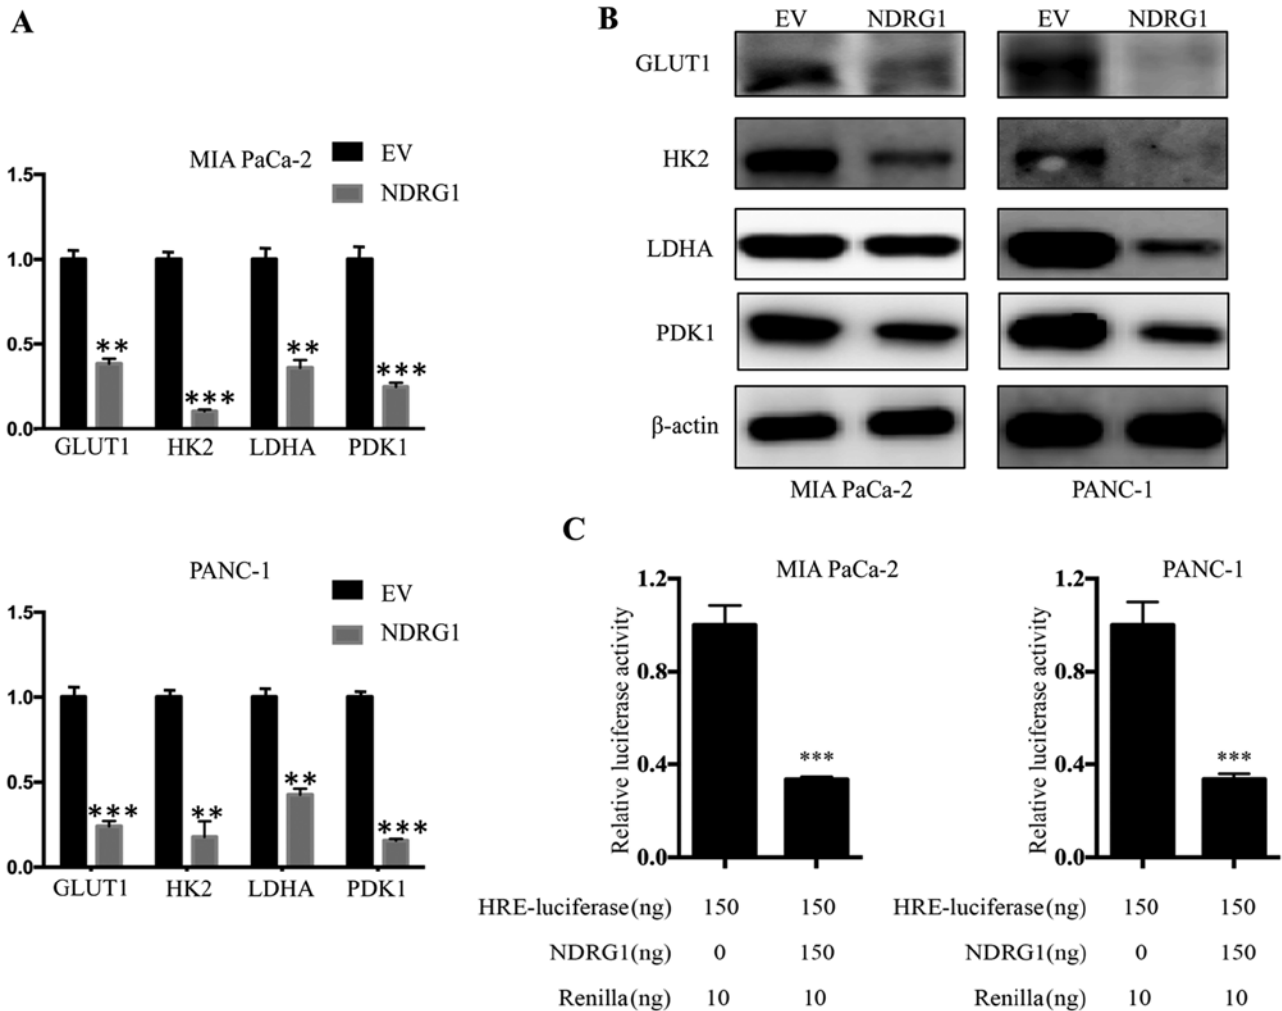 A
MIA PaCa-2
EV
NDRG1
1.5
1.0
0.5
0.0
** *** ** ***
GLUT1 HK2 LDHA PDK1
PANC-1
EV
NDRG1
1.5
1.0
0.5
0.0
*** ** ** ***
GLUT1 HK2 LDHA PDK1
B
EV NDRG1 EV NDRG1
GLUT1
HK2
LDHA
PDK1
β-actin
MIA PaCa-2 PANC-1
C
MIA PaCa-2
Relative luciferase activity
1.2
0.8
0.4
0.0
***
HRE-luciferase(ng) 150 150
NDRG1(ng) 0 150
Renilla(ng) 10 10
PANC-1
Relative luciferase activity
1.2
0.8
0.4
0.0
***
HRE-luciferase(ng) 150 150
NDRG1(ng) 0 150
Renilla(ng) 10 10